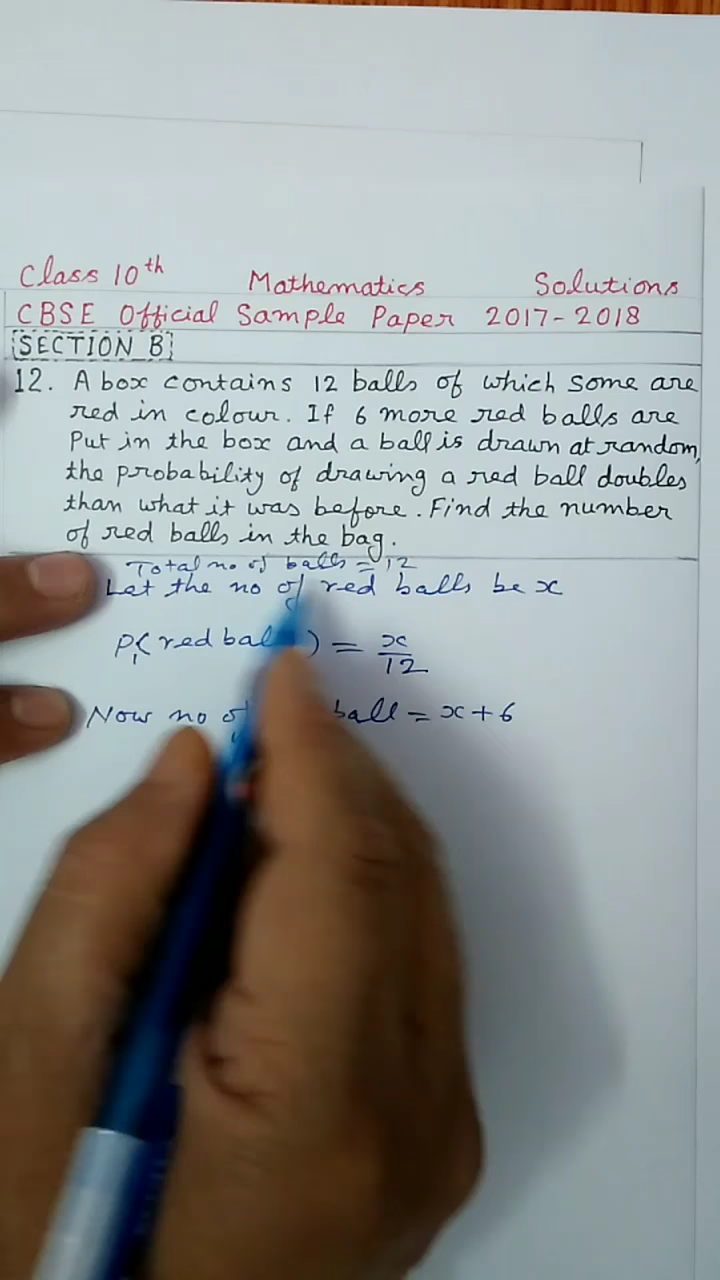 Class 10th Mathematics Solutions
CBSE Official Sample Paper 2017-2018
[SECTION B]
12. A box contains 12 balls of which some are
red in colour. If 6 more red balls are
Put in the box and a ball is drawn at random,
the probability of drawing a red ball doubles
than what it was before. Find the number
of red balls in the bag.
Total no of balls = 12
Let the no of red balls be x
P1( red ball ) = x/12
Now no of ball = x + 6